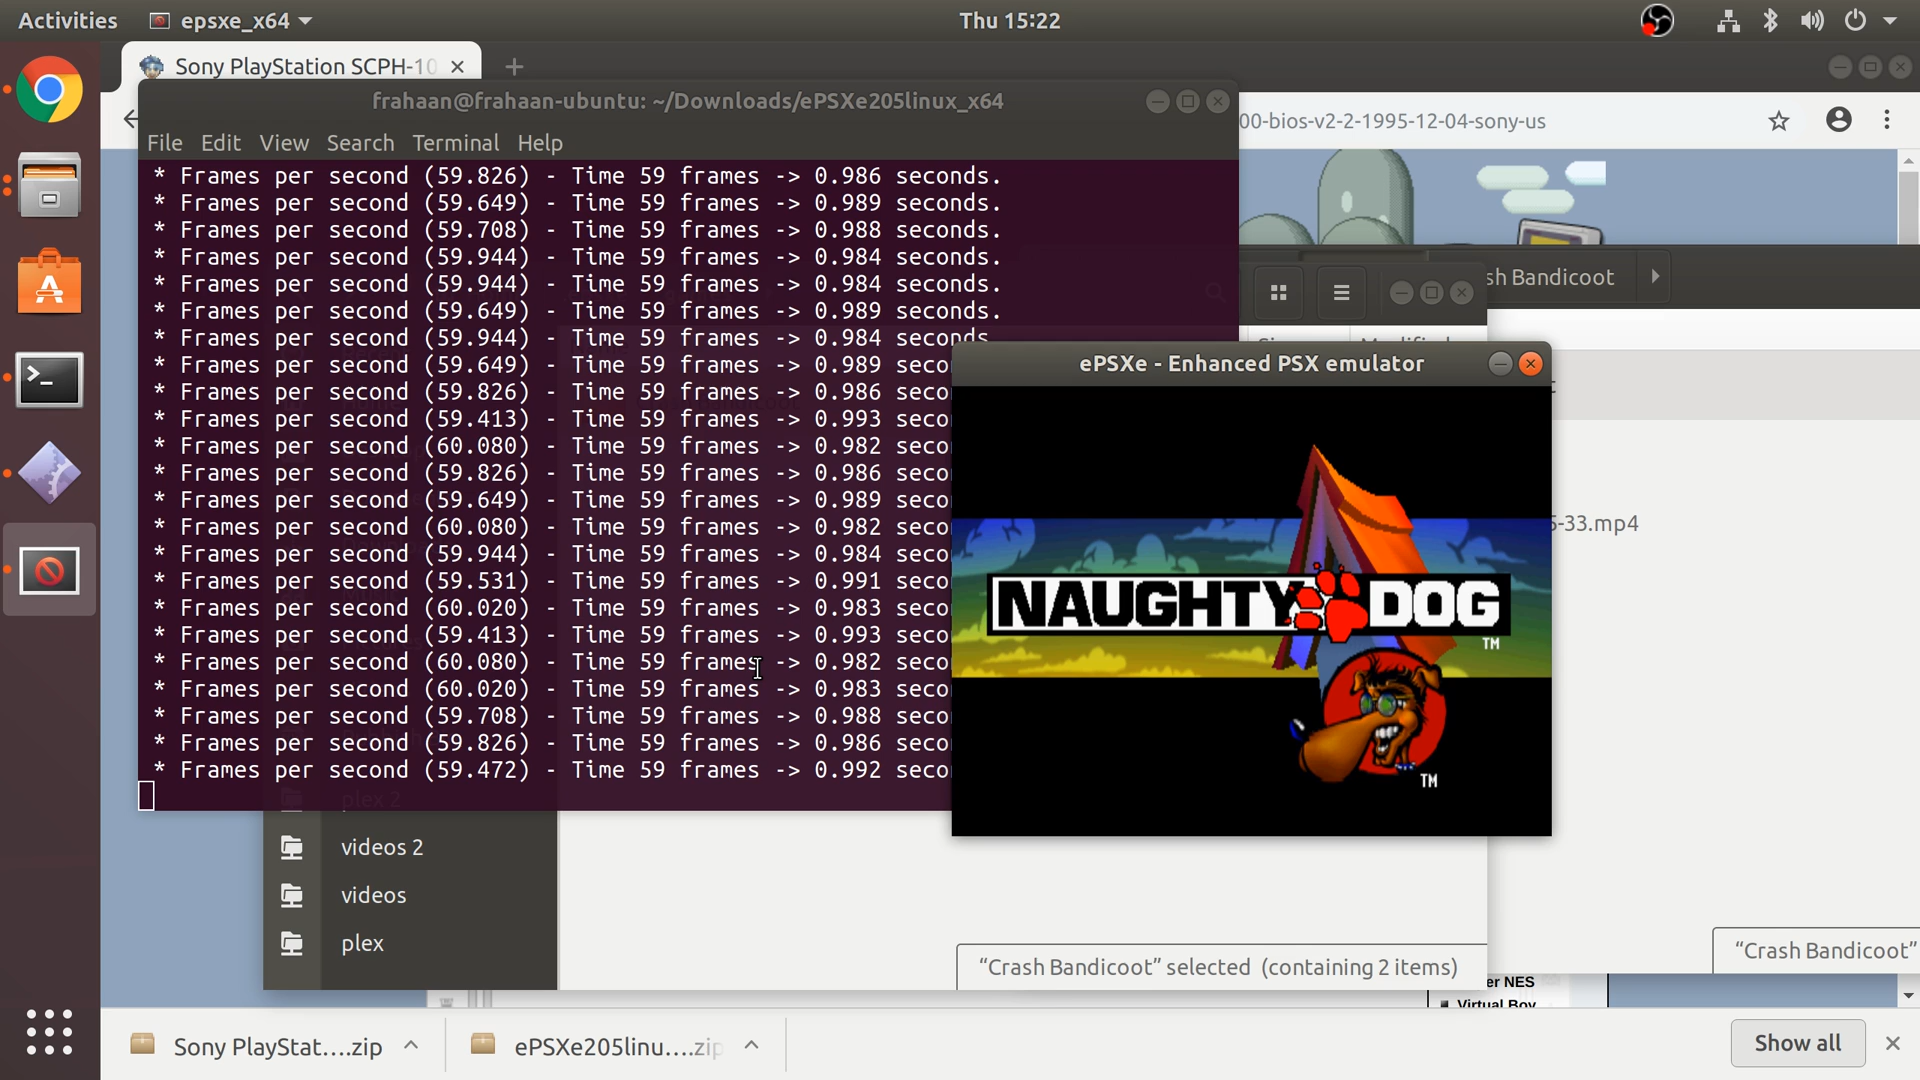 Activities
epsxe_x64
Thu 15:22
Sony PlayStation SCPH-10
frahaan@frahaan-ubuntu: ~/Downloads/ePSXe205linux_x64
00-bios-v2-2-1995-12-04-sony-us
File Edit View Search Terminal Help
* Frames per second (59.826) - Time 59 frames -> 0.986 seconds.
* Frames per second (59.649) - Time 59 frames -> 0.989 seconds.
* Frames per second (59.708) - Time 59 frames -> 0.988 seconds.
* Frames per second (59.944) - Time 59 frames -> 0.984 seconds.
* Frames per second (59.944) - Time 59 frames -> 0.984 seconds.
* Frames per second (59.649) - Time 59 frames -> 0.989 seconds.
* Frames per second (59.944) - Time 59 frames -> 0.984 seconds
* Frames per second (59.649) - Time 59 frames -> 0.989 seco
* Frames per second (59.826) - Time 59 frames -> 0.986 seco
* Frames per second (59.413) - Time 59 frames -> 0.993 seco
* Frames per second (60.080) - Time 59 frames -> 0.982 seco
* Frames per second (59.826) - Time 59 frames -> 0.986 seco
* Frames per second (59.649) - Time 59 frames -> 0.989 seco
* Frames per second (60.080) - Time 59 frames -> 0.982 seco
* Frames per second (59.944) - Time 59 frames -> 0.984 seco
* Frames per second (59.531) - Time 59 frames -> 0.991 seco
* Frames per second (60.020) - Time 59 frames -> 0.983 seco
* Frames per second (59.413) - Time 59 frames -> 0.993 seco
* Frames per second (60.080) - Time 59 frames -> 0.982 seco
* Frames per second (60.020) - Time 59 frames -> 0.983 seco
* Frames per second (59.708) - Time 59 frames -> 0.988 seco
* Frames per second (59.826) - Time 59 frames -> 0.986 seco
* Frames per second (59.472) - Time 59 frames -> 0.992 seco
sh Bandicoot
ePSXe - Enhanced PSX emulator
NAUGHTY DOG
TM
TM
5-33.mp4
plex 2
videos 2
videos
plex
“Crash Bandicoot” selected (containing 2 items)
“Crash Bandicoot”
er NES
Virtual Boy
Sony PlayStat....zip
ePSXe205linu....zip
Show all